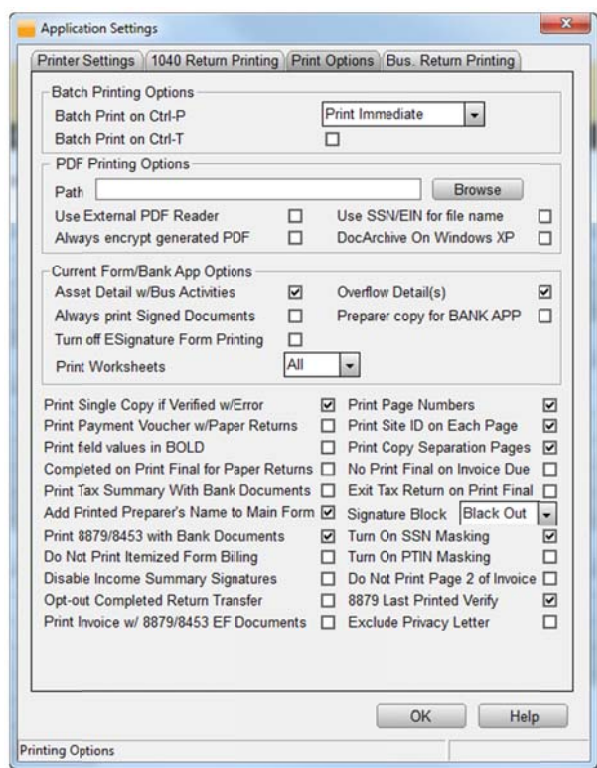 Application Settings
Printer Settings 1040 Return Printing Print Options Bus. Return Printing
Batch Printing Options
Batch Print on Ctrl-P Print Immediate
Batch Print on Ctrl-T
PDF Printing Options
Path Browse
Use External PDF Reader Use SSN/EIN for file name
Always encrypt generated PDF DocArchive On Windows XP
Current Form/Bank App Options
Asset Detail w/Bus Activities Overflow Detail(s)
Always print Signed Documents Preparer copy for BANK APP
Turn off ESignature Form Printing
Print Worksheets All
Print Single Copy if Verified w/Error Print Page Numbers
Print Payment Voucher w/Paper Returns Print Site ID on Each Page
Print field values in BOLD Print Copy Separation Pages
Completed on Print Final for Paper Returns No Print Final on Invoice Due
Print Tax Summary With Bank Documents Exit Tax Return on Print Final
Add Printed Preparer's Name to Main Form Signature Block Black Out
Print 8879/8453 with Bank Documents Turn On SSN Masking
Do Not Print Itemized Form Billing Turn On PTIN Masking
Disable Income Summary Signatures Do Not Print Page 2 of Invoice
Opt-out Completed Return Transfer 8879 Last Printed Verify
Print Invoice w/ 8879/8453 EF Documents Exclude Privacy Letter
OK Help
Printing Options